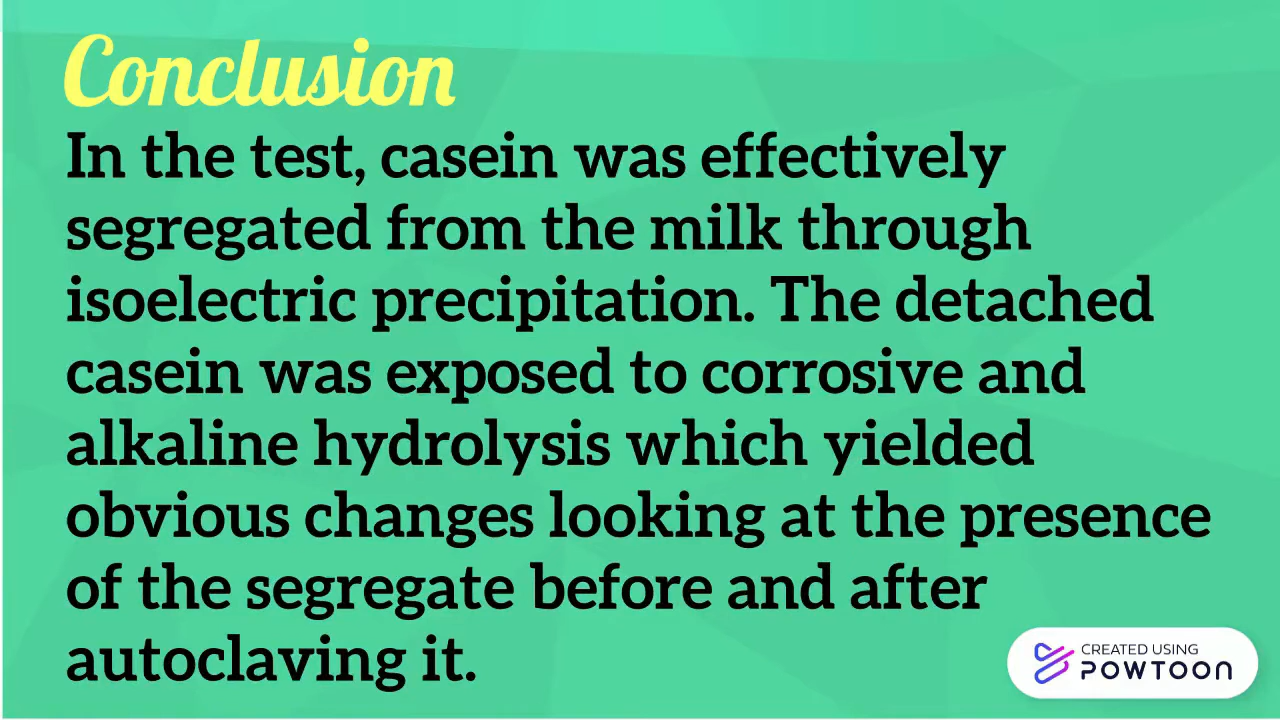 Conclusion
In the test, casein was effectively
segregated from the milk through
isoelectric precipitation. The detached
casein was exposed to corrosive and
alkaline hydrolysis which yielded
obvious changes looking at the presence
of the segregate before and after
autoclaving it.
CREATED USING
POWTOON